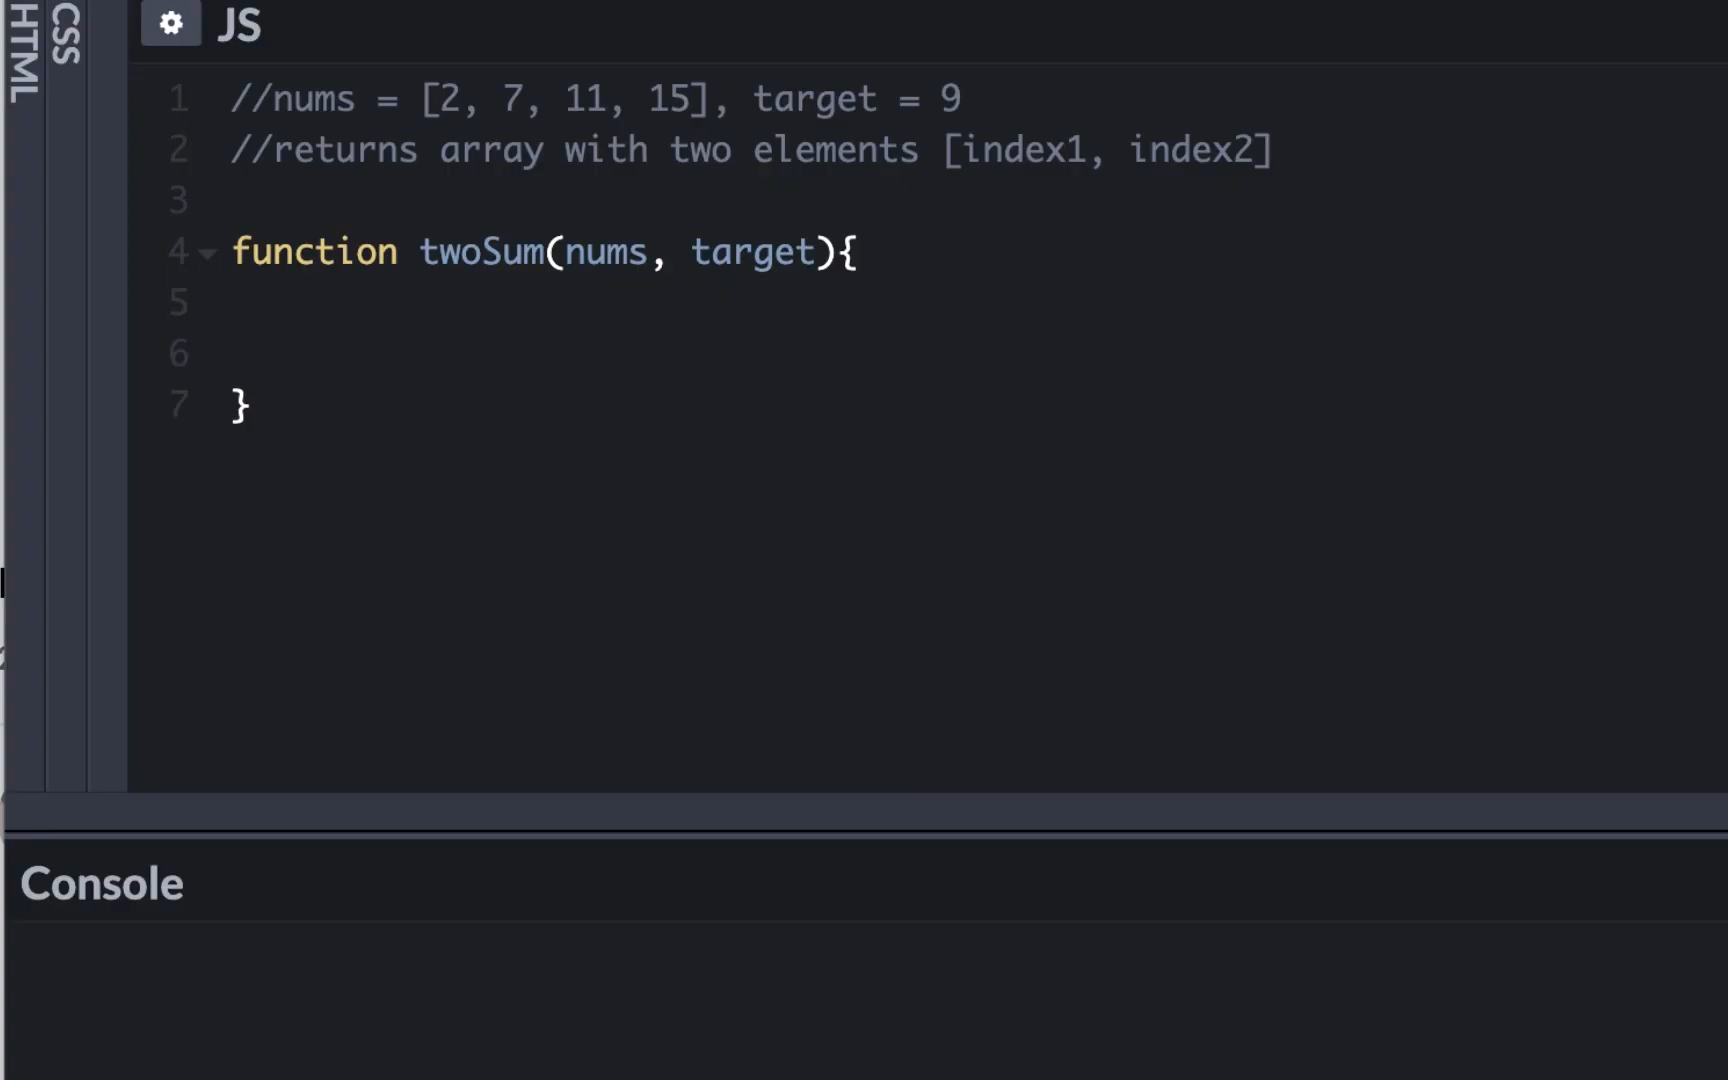 HTML
CSS
JS
1 //nums = [2, 7, 11, 15], target = 9
2 //returns array with two elements [index1, index2]
3
4 function twoSum(nums, target){
5
6
7 }
Console